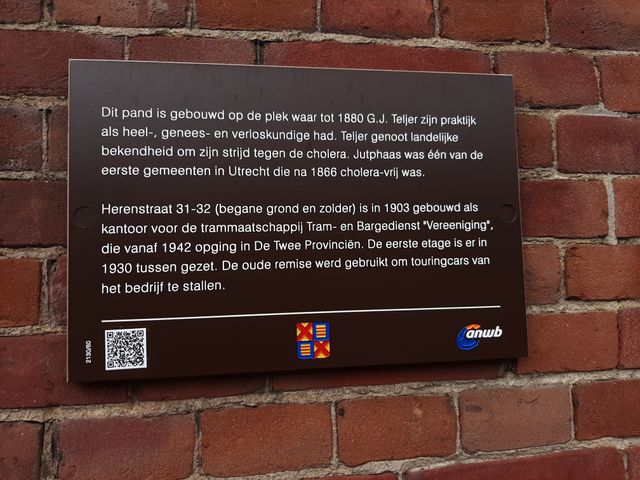 Dit pand is gebouwd op de plek waar tot 1880 G.J. Teljer zijn praktijk
als heel-, genees- en verloskundige had. Teljer genoot landelijke
bekendheid om zijn strijd tegen de cholera. Jutphaas was één van de
eerste gemeenten in Utrecht die na 1866 cholera-vrij was.
Herenstraat 31-32 (begane grond en zolder) is in 1903 gebouwd als
kantoor voor de trammaatschappij Tram- en Bargedienst "Vereeniging",
die vanaf 1942 opging in De Twee Provinciën. De eerste etage is er in
1930 tussen gezet. De oude remise werd gebruikt om touringcars van
het bedrijf te stallen.
2130/60
anwb